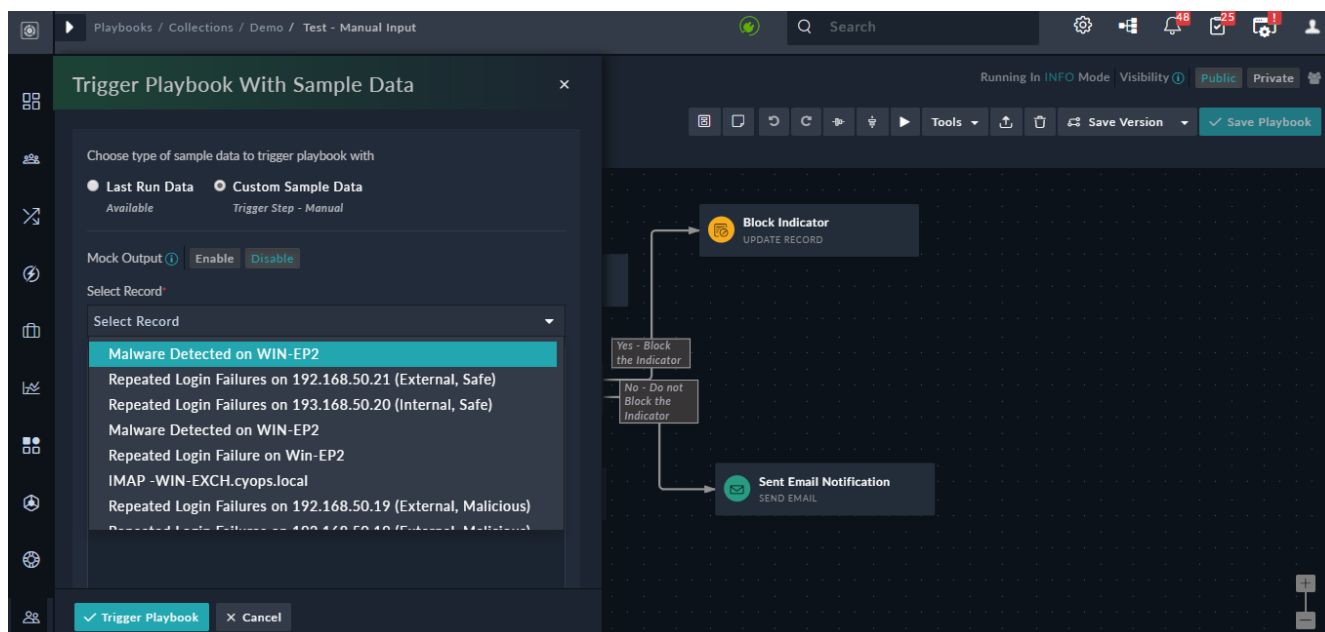 Playbooks / Collections / Demo / Test - Manual Input
Search
48
25
!
Trigger Playbook With Sample Data
×
Running In INFO Mode Visibility Public Private
Tools
Save Version
Save Playbook
Choose type of sample data to trigger playbook with
Last Run Data
Custom Sample Data
Available
Trigger Step - Manual
Mock Output Enable Disable
Select Record*
Select Record
Malware Detected on WIN-EP2
Repeated Login Failures on 192.168.50.21 (External, Safe)
Repeated Login Failures on 193.168.50.20 (Internal, Safe)
Malware Detected on WIN-EP2
Repeated Login Failure on Win-EP2
IMAP -WIN-EXCH.cyops.local
Repeated Login Failures on 192.168.50.19 (External, Malicious)
Trigger Playbook
× Cancel
Block Indicator
UPDATE RECORD
Yes - Block
the Indicator
No - Do not
Block the
Indicator
Sent Email Notification
SEND EMAIL